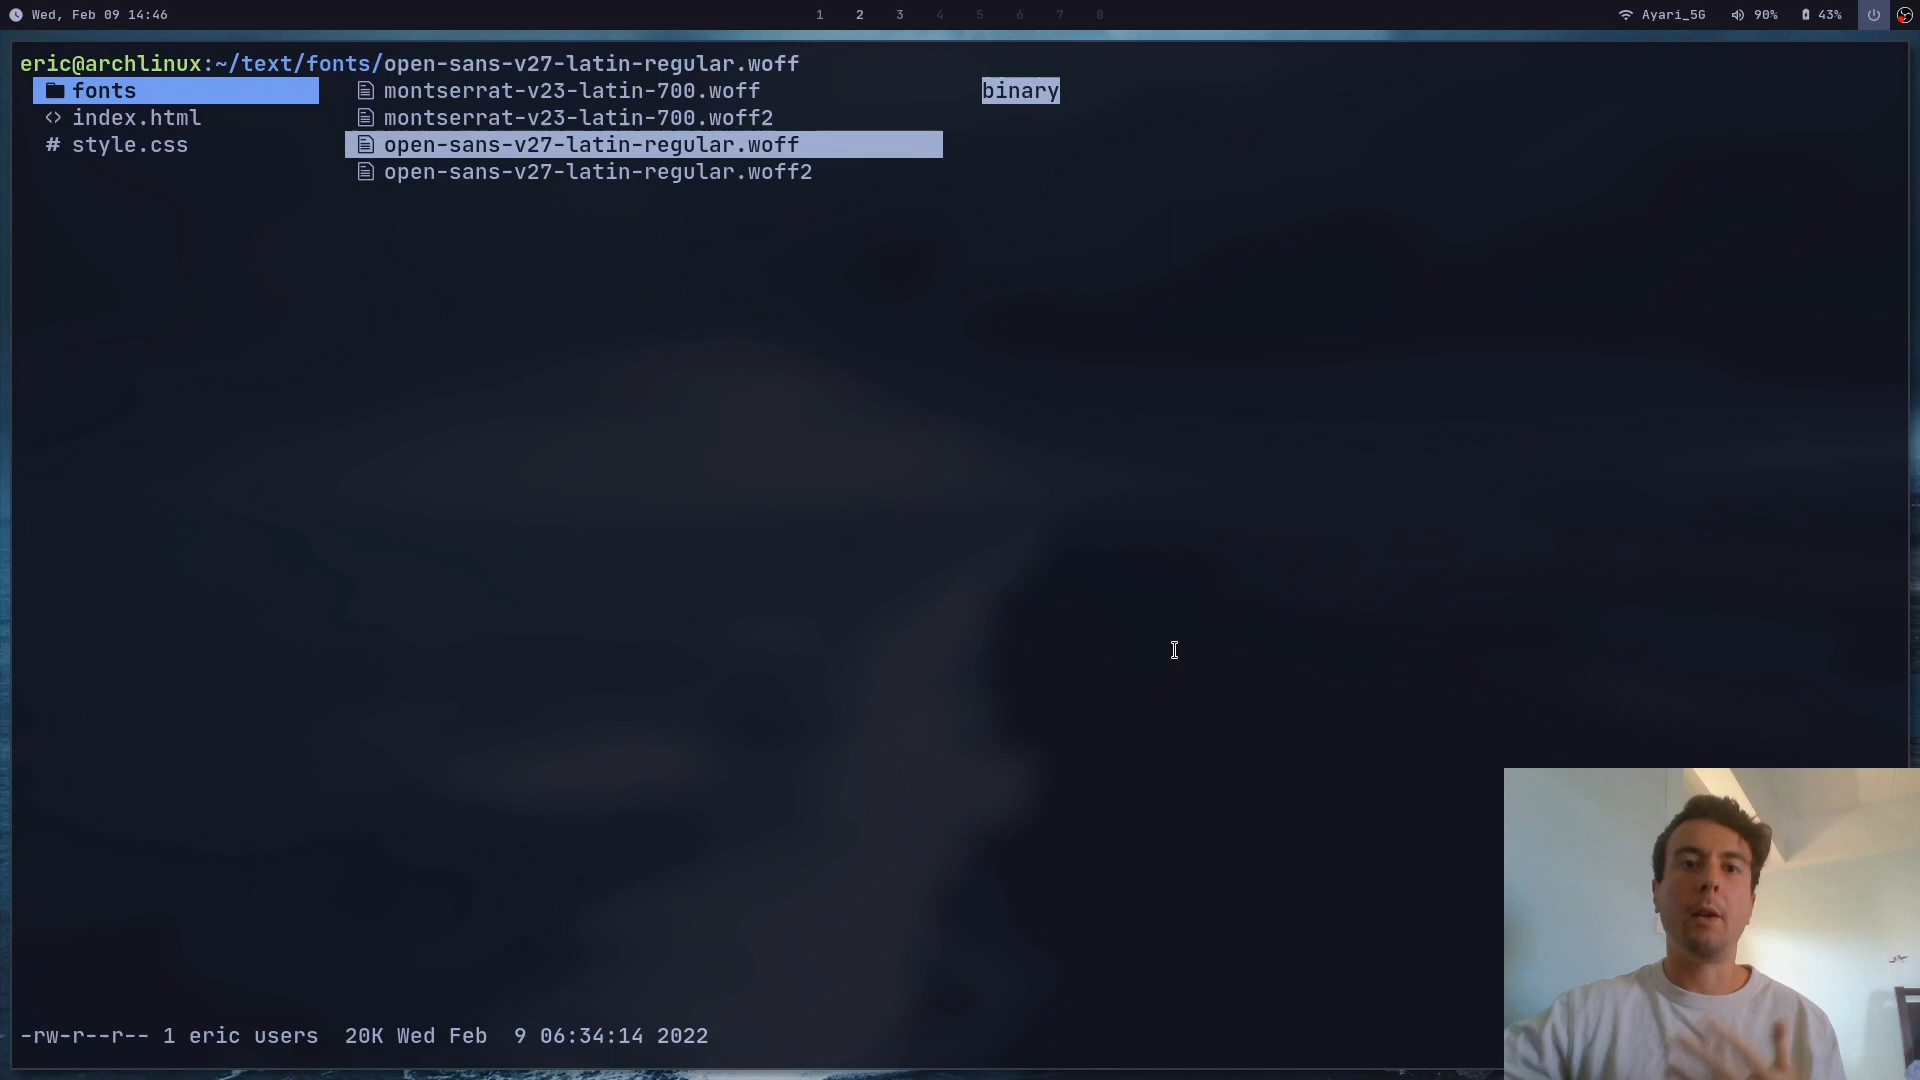 Wed, Feb 09 14:46
1 2 3 4 5 6 7 8
Ayari_5G 90% 43%
eric@archlinux:~/text/fonts/open-sans-v27-latin-regular.woff
fonts
index.html
# style.css
montserrat-v23-latin-700.woff
montserrat-v23-latin-700.woff2
open-sans-v27-latin-regular.woff
open-sans-v27-latin-regular.woff2
binary
-rw-r--r-- 1 eric users 20K Wed Feb 9 06:34:14 2022